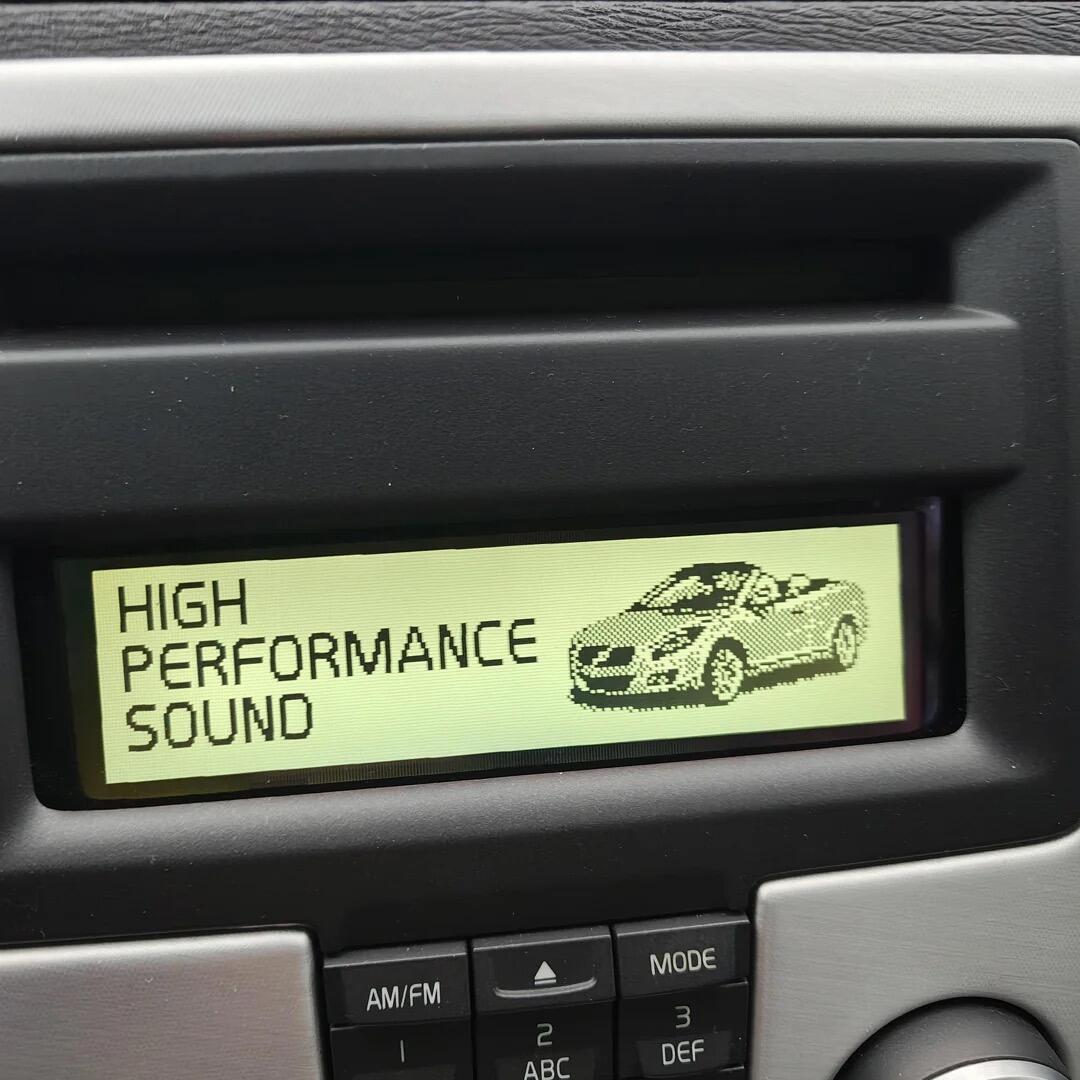 HIGH
PERFORMANCE
SOUND
AM/FM
MODE
1
2
3
ABC
DEF